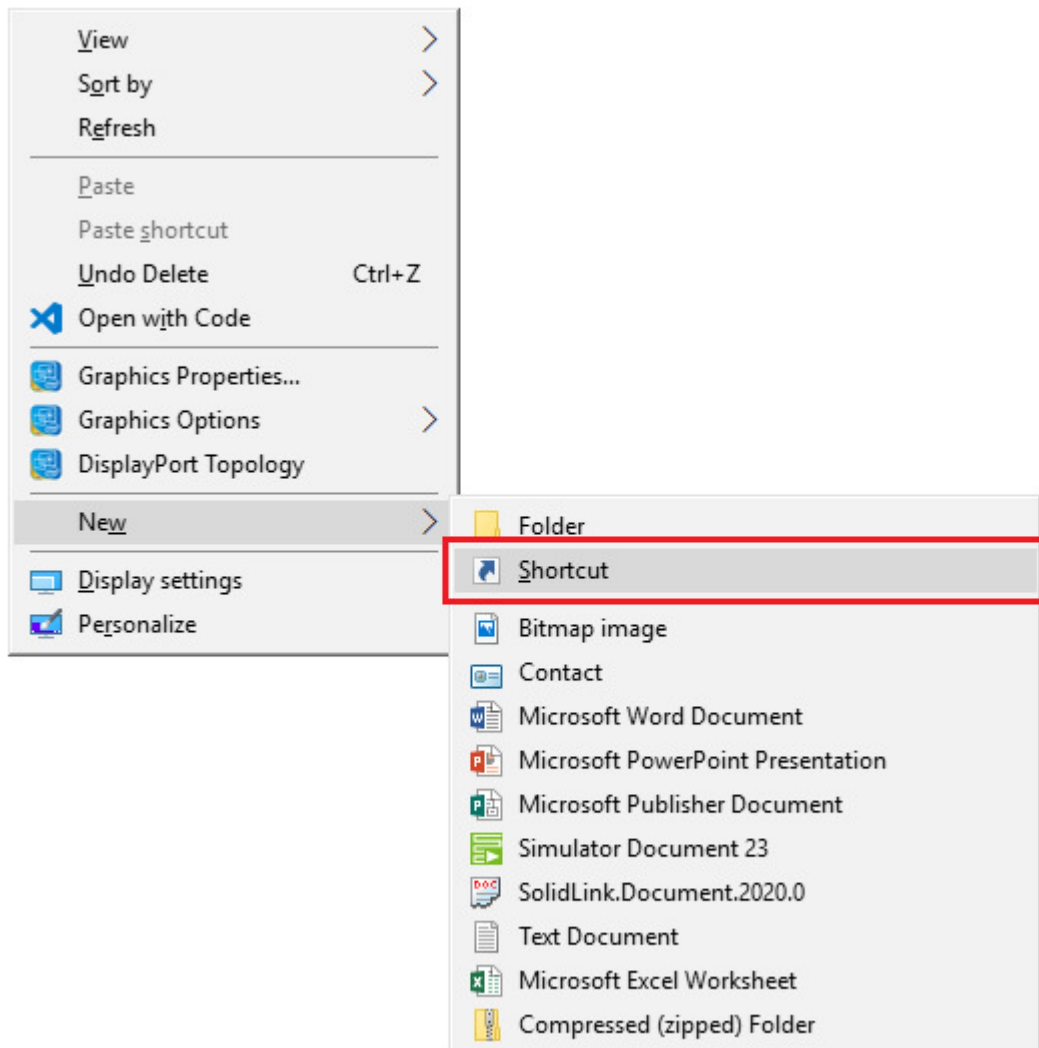 View
Sort by
Refresh
Paste
Paste shortcut
Undo Delete Ctrl+Z
Open with Code
Graphics Properties...
Graphics Options
DisplayPort Topology
New
Display settings
Personalize
Folder
Shortcut
Bitmap image
Contact
Microsoft Word Document
Microsoft PowerPoint Presentation
Microsoft Publisher Document
Simulator Document 23
SolidLink.Document.2020.0
Text Document
Microsoft Excel Worksheet
Compressed (zipped) Folder